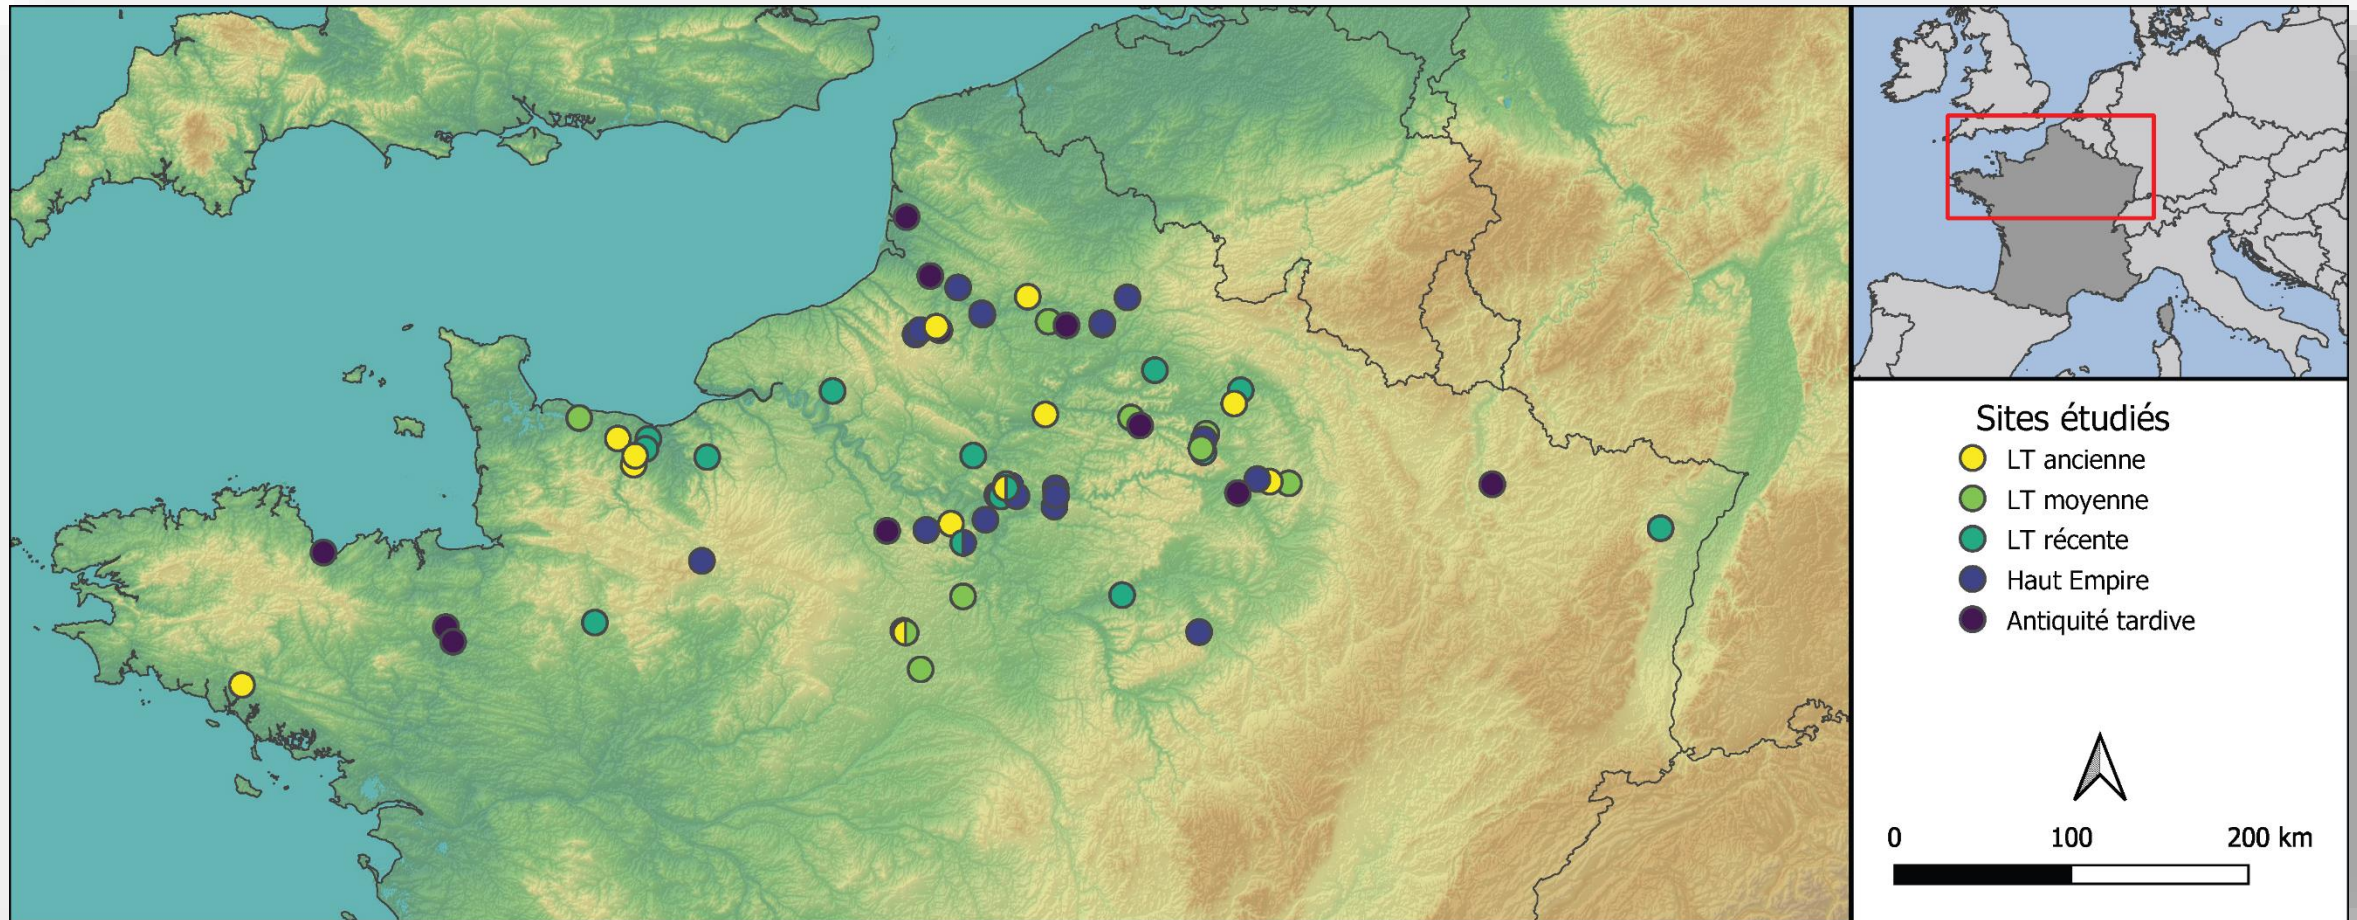 Sites étudiés
LT ancienne
LT moyenne
LT récente
Haut Empire
Antiquité tardive
0 100 200 km